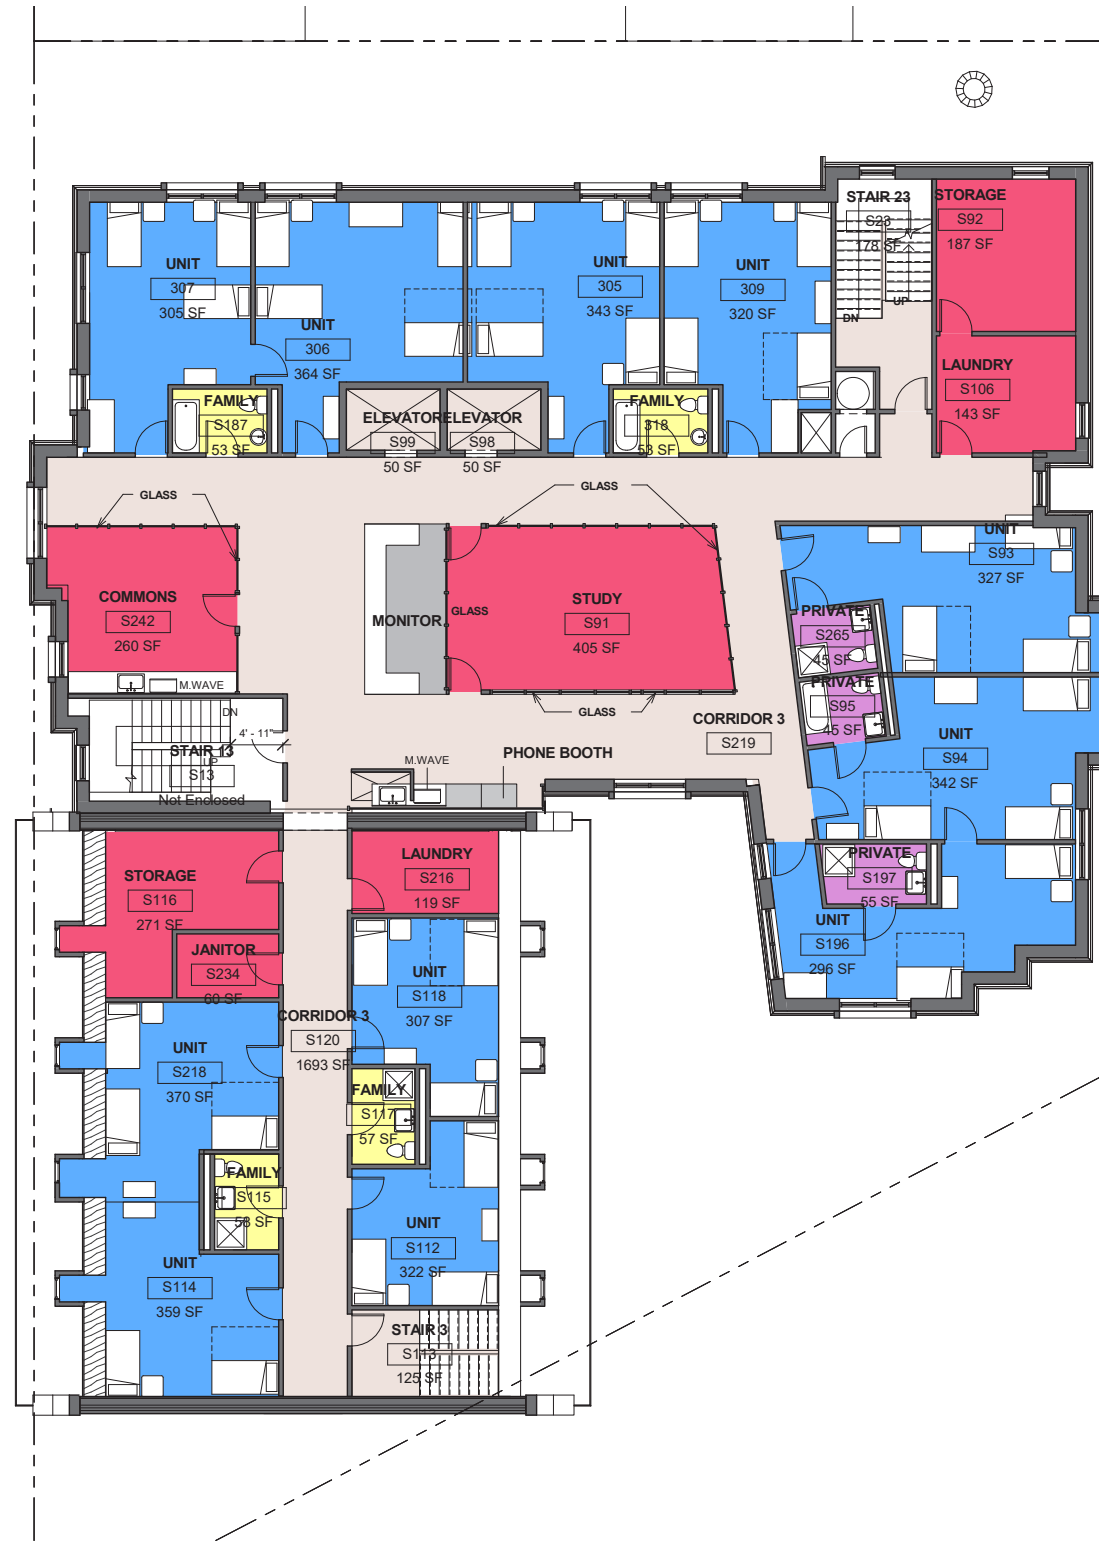 STAIR 23
S23
178 SF
UP
DN
STORAGE
S92
187 SF
UNIT
307
305 SF
UNIT
306
364 SF
UNIT
305
343 SF
UNIT
309
320 SF
LAUNDRY
S106
143 SF
FAMILY
S187
53 SF
ELEVATOR
S99
50 SF
ELEVATOR
S98
50 SF
FAMILY
318
53 SF
GLASS
GLASS
UNIT
S93
327 SF
COMMONS
S242
260 SF
M.WAVE
MONITOR
GLASS
STUDY
S91
405 SF
GLASS
PRIVATE
S265
45 SF
PRIVATE
S95
45 SF
CORRIDOR 3
S219
UNIT
S94
342 SF
DN
4' - 11"
STAIR 13
UP
S13
Not Enclosed
PHONE BOOTH
M.WAVE
PRIVATE
S197
55 SF
UNIT
S196
296 SF
STORAGE
S116
271 SF
LAUNDRY
S216
119 SF
JANITOR
S234
60 SF
UNIT
S118
307 SF
CORRIDOR 3
S120
1693 SF
UNIT
S218
370 SF
FAMILY
S117
57 SF
FAMILY
S115
58 SF
UNIT
S112
322 SF
UNIT
S114
359 SF
STAIR 3
S113
125 SF